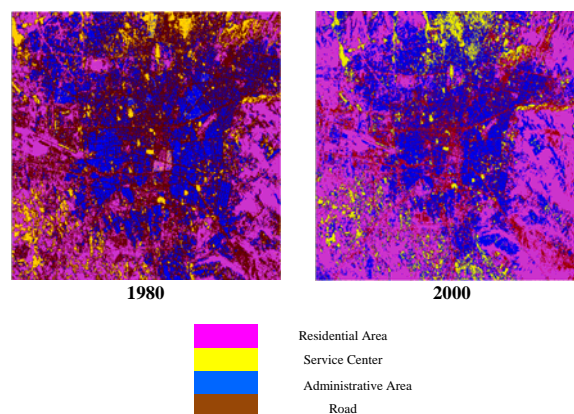 1980
2000
Residential Area
Service Center
Administrative Area
Road